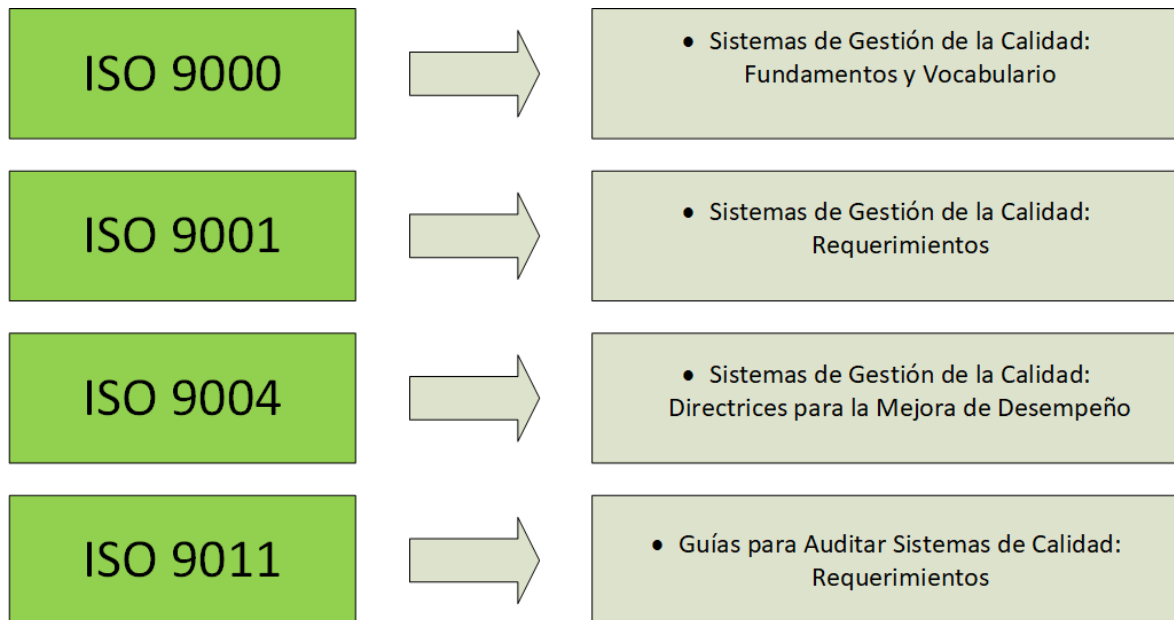 ISO 9000
• Sistemas de Gestión de la Calidad:
Fundamentos y Vocabulario
ISO 9001
• Sistemas de Gestión de la Calidad:
Requerimientos
ISO 9004
• Sistemas de Gestión de la Calidad:
Directrices para la Mejora de Desempeño
ISO 9011
• Guías para Auditar Sistemas de Calidad:
Requerimientos